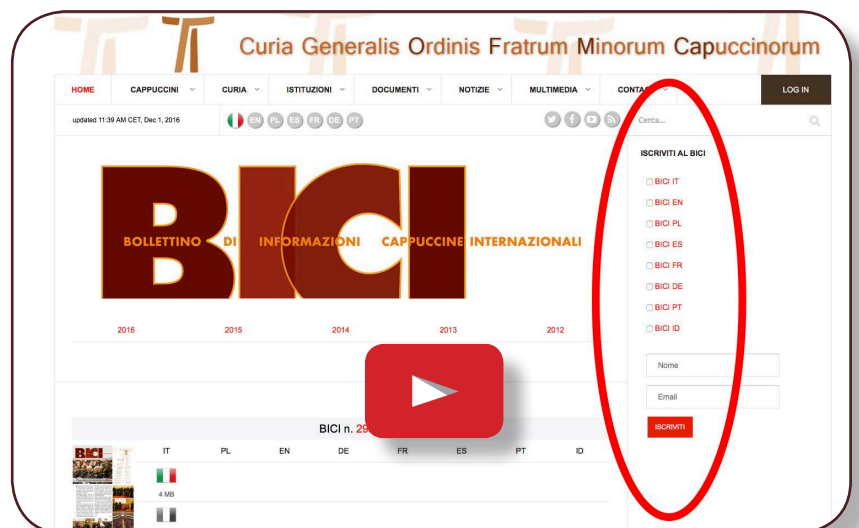 Curia Generalis Ordinis Fratrum Minorum Capuccinorum
HOME CAPPUCCINI CURIA ISTITUZIONI DOCUMENTI NOTIZIE MULTIMEDIA LOG IN
updated 11:39 AM CET, Dec 1, 2016 EN PL ES FR DE PT Cerca...
ISCRIVITI AL BICI
BICI IT
BICI EN
BICI PL
BICI ES
BICI FR
BICI DE
BICI PT
BICI ID
Nome
Email
ISCRIVITI
BICI
BOLLETTINO DI INFORMAZIONI CAPPUCCINE INTERNAZIONALI
2016 2015 2014 2013 2012
BICI n.
BICI IT PL EN DE FR ES PT ID
4 MB